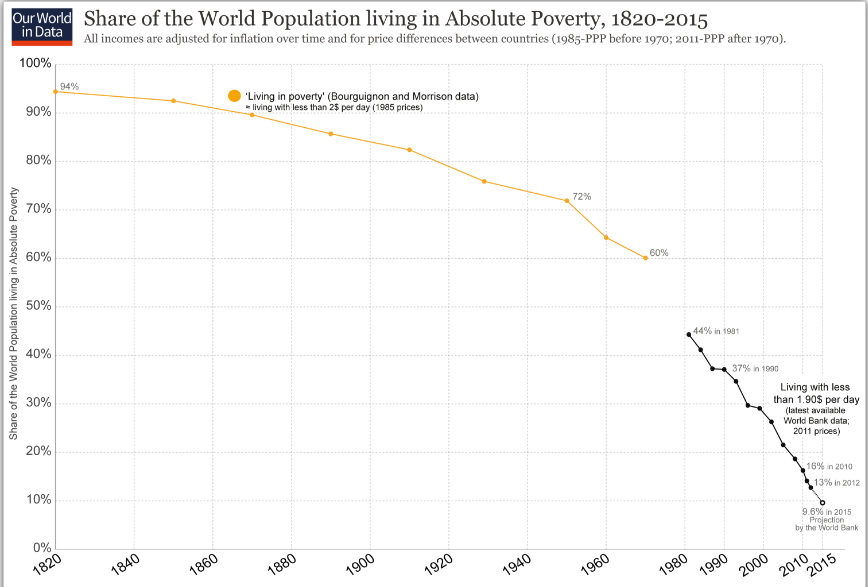 Our World
in Data
Share of the World Population living in Absolute Poverty, 1820-2015
All incomes are adjusted for inflation over time and for price differences between countries (1985-PPP before 1970; 2011-PPP after 1970).
100%
94%
'Living in poverty' (Bourguignon and Morrison data)
≈ living with less than 2$ per day (1985 prices)
90%
80%
72%
70%
60%
60%
50%
44% in 1981
40%
37% in 1990
Living with less
than 1.90$ per day
(latest available
World Bank data;
2011 prices)
30%
20%
16% in 2010
13% in 2012
10%
9.6% in 2015
Projection
by the World Bank
0%
Share of the World Population living in Absolute Poverty
1820
1840
1860
1880
1900
1920
1940
1960
1980
1990
2000
2010
2015